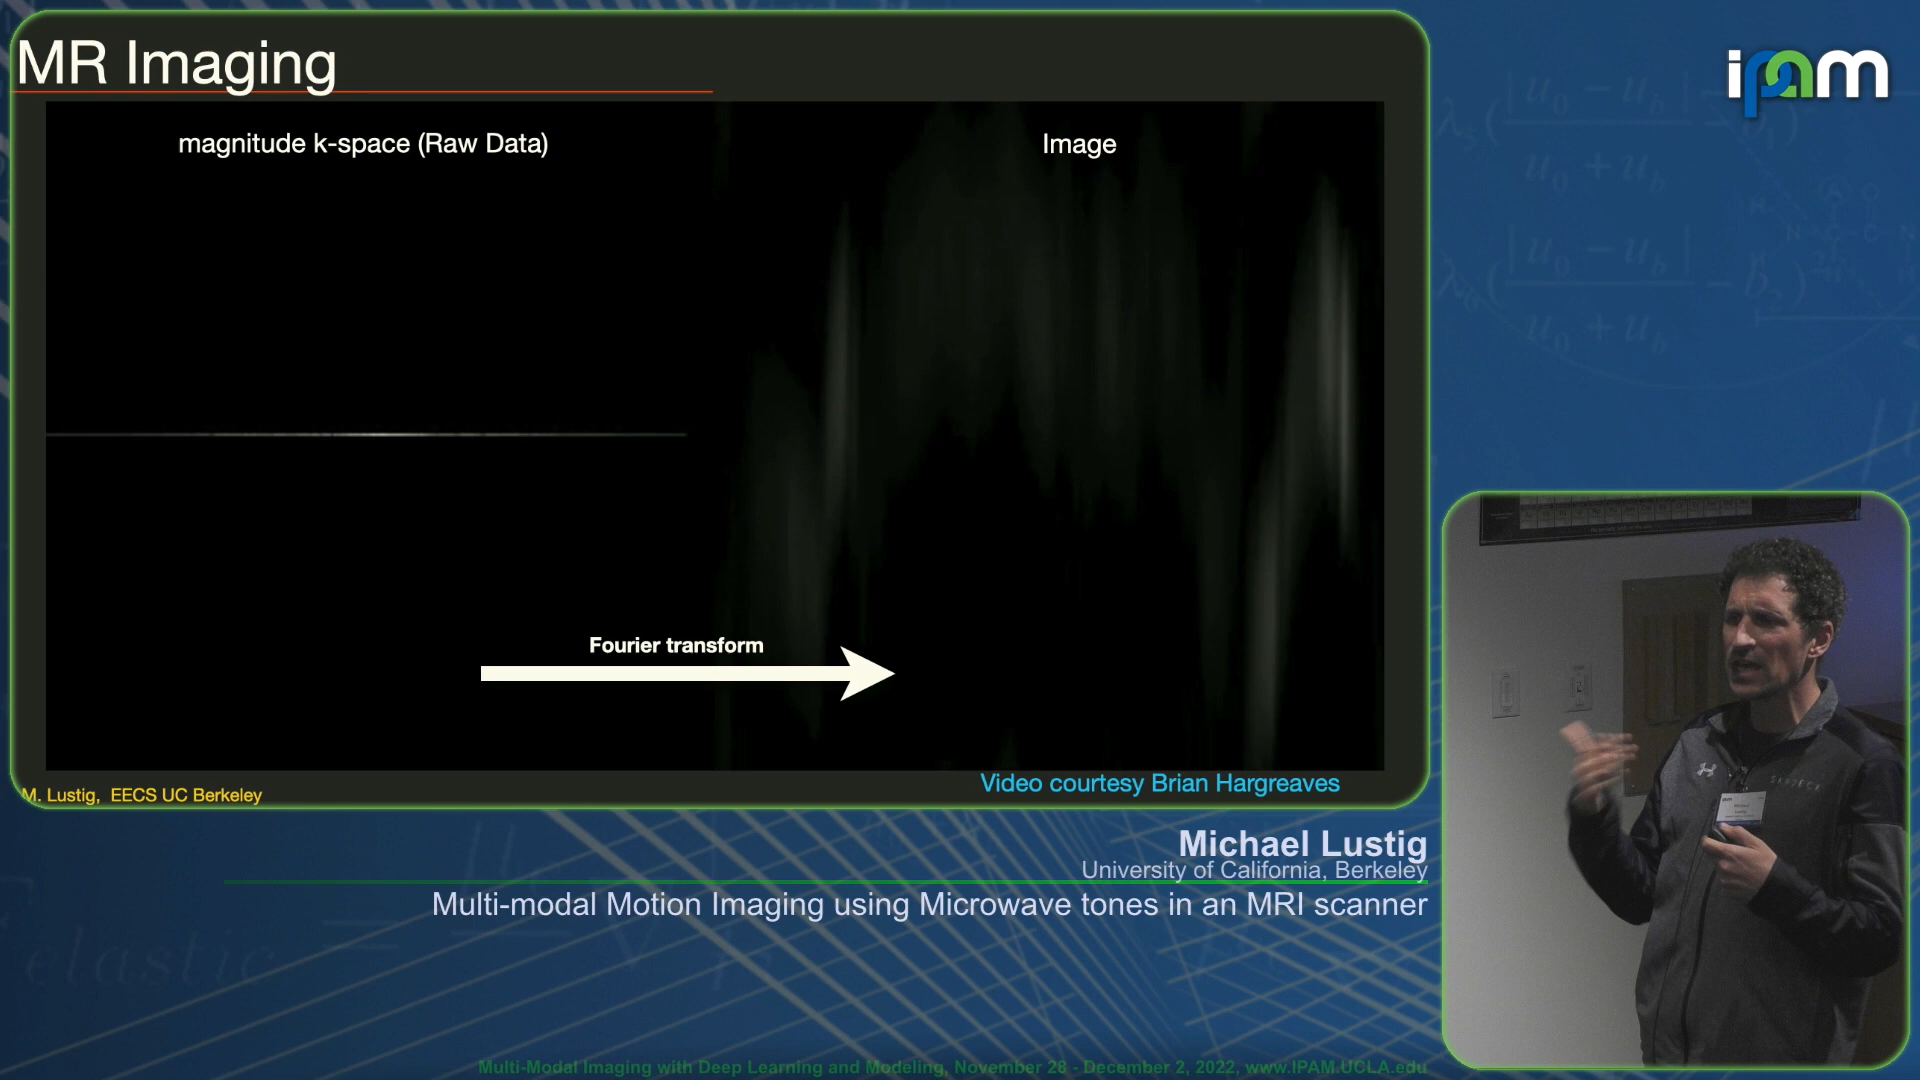 MR Imaging
magnitude k-space (Raw Data)
Image
Fourier transform
Video courtesy Brian Hargreaves
M. Lustig, EECS UC Berkeley
ipam
Michael Lustig
University of California, Berkeley
Multi-modal Motion Imaging using Microwave tones in an MRI scanner
elastic
Multi-Modal Imaging with Deep Learning and Modeling, November 28 - December 2, 2022, www.IPAM.UCLA.edu